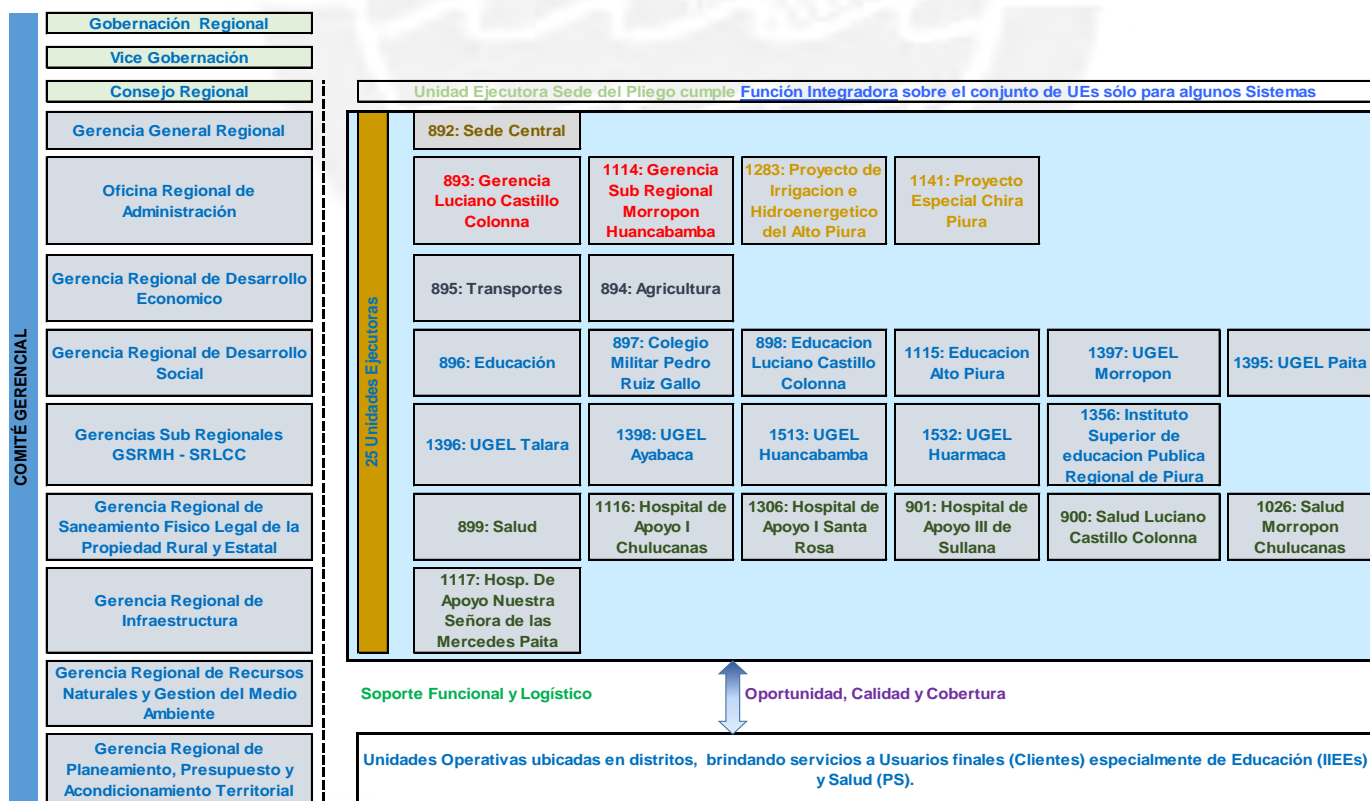 COMITÉ GERENCIAL
Gobernación Regional
Vice Gobernación
Consejo Regional
Gerencia General Regional
Oficina Regional de
Administración
Gerencia Regional de Desarrollo
Economico
Gerencia Regional de Desarrollo
Social
Gerencias Sub Regionales
GSRMH - SRLCC
Gerencia Regional de
Saneamiento Fisico Legal de la
Propiedad Rural y Estatal
Gerencia Regional de
Infraestructura
Gerencia Regional de Recursos
Naturales y Gestion del Medio
Ambiente
Gerencia Regional de
Planeamiento, Presupuesto y
Acondicionamiento Territorial
Unidad Ejecutora Sede del Pliego cumple Función Integradora sobre el conjunto de UEs sólo para algunos Sistemas
25 Unidades Ejecutoras
892: Sede Central
893: Gerencia
Luciano Castillo
Colonna
1114: Gerencia
Sub Regional
Morropon
Huancabamba
1283: Proyecto de
Irrigacion e
Hidroenergetico
del Alto Piura
1141: Proyecto
Especial Chira
Piura
895: Transportes
894: Agricultura
896: Educación
897: Colegio
Militar Pedro
Ruiz Gallo
898: Educacion
Luciano Castillo
Colonna
1115: Educacion
Alto Piura
1397: UGEL
Morropon
1395: UGEL Paita
1396: UGEL Talara
1398: UGEL
Ayabaca
1513: UGEL
Huancabamba
1532: UGEL
Huarmaca
1356: Instituto
Superior de
educacion Publica
Regional de Piura
899: Salud
1116: Hospital de
Apoyo I
Chulucanas
1306: Hospital de
Apoyo I Santa
Rosa
901: Hospital de
Apoyo III de
Sullana
900: Salud Luciano
Castillo Colonna
1026: Salud
Morropon
Chulucanas
1117: Hosp. De
Apoyo Nuestra
Señora de las
Mercedes Paita
Soporte Funcional y Logístico
Oportunidad, Calidad y Cobertura
Unidades Operativas ubicadas en distritos, brindando servicios a Usuarios finales (Clientes) especialmente de Educación (IIEEs)
y Salud (PS).